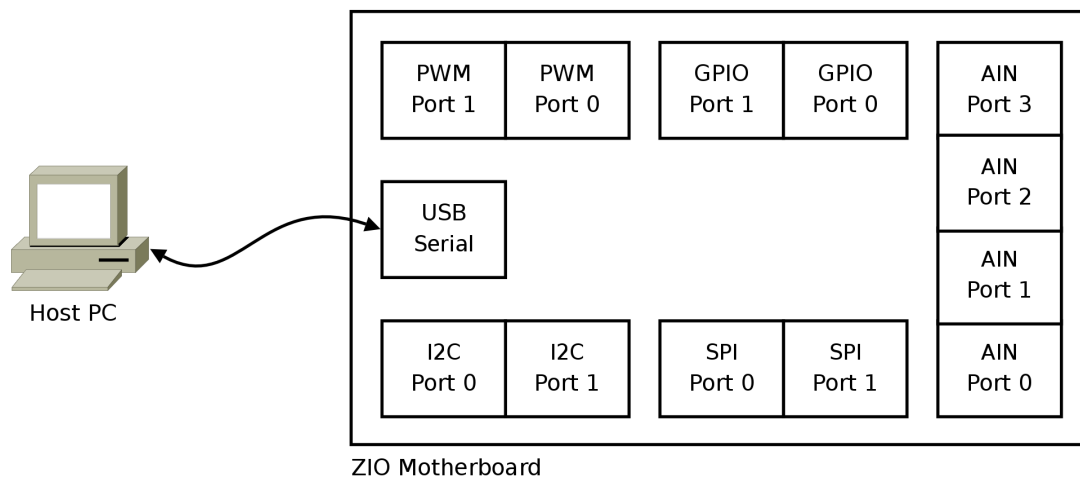 PWM
Port 1
PWM
Port 0
GPIO
Port 1
GPIO
Port 0
AIN
Port 3
AIN
Port 2
USB
Serial
AIN
Port 1
Host PC
I2C
Port 0
I2C
Port 1
SPI
Port 0
SPI
Port 1
AIN
Port 0
ZIO Motherboard